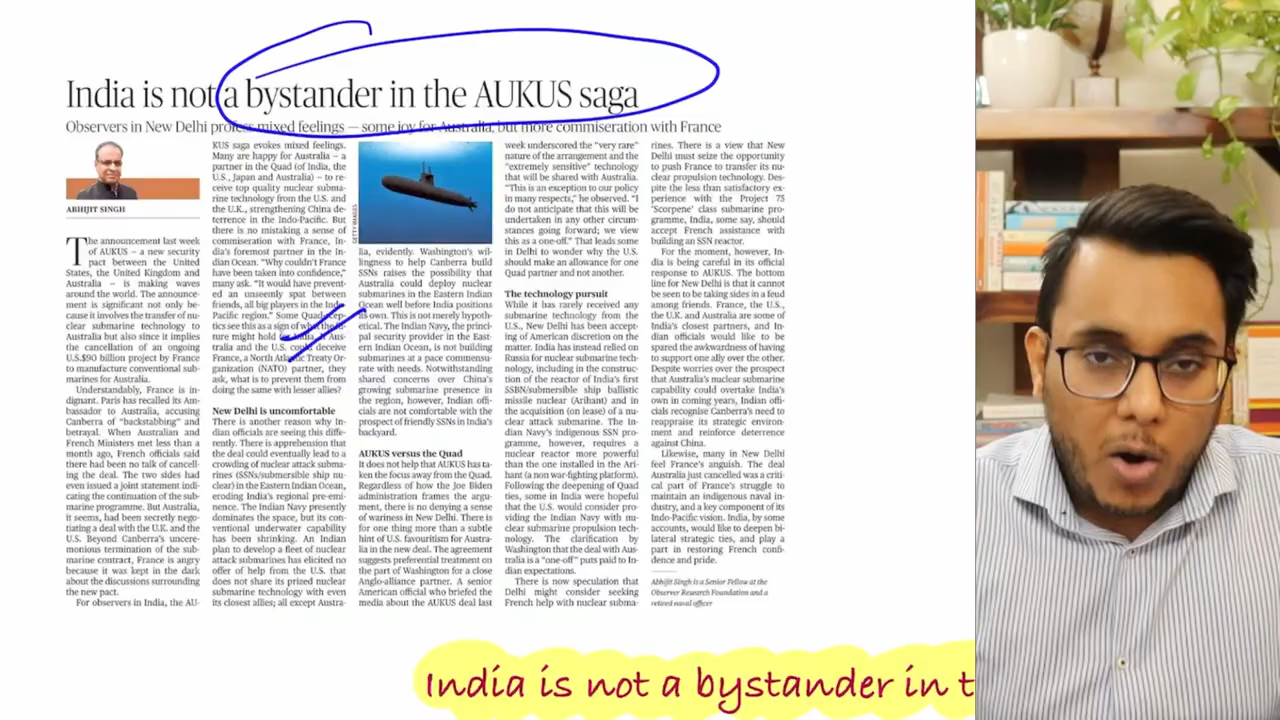 India is not a bystander in the AUKUS saga
Observers in New Delhi profess mixed feelings — some joy for Australia, but more commiseration with France
ABHIJIT SINGH
The announcement last week
of AUKUS – a new security
pact between the United
States, the United Kingdom and
Australia – is making waves
around the world. The announce-
ment is significant not only be-
cause it involves the transfer of nu-
clear submarine technology to
Australia but also since it implies
the cancellation of an ongoing
U.S.$90 billion project by France
to manufacture conventional sub-
marines for Australia.
Understandably, France is in-
dignant. Paris has recalled its Am-
bassador to Australia, accusing
Canberra of "backstabbing" and
betrayal. When Australian and
French Ministers met less than a
month ago, French officials said
there had been no talk of cancell-
ing the deal. The two sides had
even issued a joint statement indi-
cating the continuation of the sub-
marine programme. But Australia,
it seems, had been secretly nego-
tiating a deal with the U.K. and the
U.S. Beyond Canberra's uncere-
monious termination of the sub-
marine contract, France is angry
because it was kept in the dark
about the discussions surrounding
the new pact.
For observers in India, the AU-
KUS saga evokes mixed feelings.
Many are happy for Australia – a
partner in the Quad (of India, the
U.S., Japan and Australia) – to re-
ceive top quality nuclear subma-
rine technology from the U.S. and
the U.K., strengthening China de-
terrence in the Indo-Pacific. But
there is no mistaking a sense of
commiseration with France, In-
dia's foremost partner in the In-
dian Ocean. "Why couldn't France
have been taken into confidence,"
many ask. "It would have prevent-
ed an unseemly spat between
friends, all big players in the Indo-
Pacific region." Some Quad scep-
tics see this as a sign of what the fu-
ture might hold for India. If Aus-
tralia and the U.S. could deceive
France, a North Atlantic Treaty Or-
ganization (NATO) partner, they
ask, what is to prevent them from
doing the same with lesser allies?
New Delhi is uncomfortable
There is another reason why In-
dian officials are seeing this diffe-
rently. There is apprehension that
the deal could eventually lead to a
crowding of nuclear attack subma-
rines (SSNs/submersible ship nu-
clear) in the Eastern Indian Ocean,
eroding India's regional pre-emi-
nence. The Indian Navy presently
dominates the space, but its con-
ventional underwater capability
has been shrinking. An Indian
plan to develop a fleet of nuclear
attack submarines has elicited no
offer of help from the U.S. that
does not share its prized nuclear
submarine technology with even
its closest allies; all except Austra-
GETTY IMAGES
lia, evidently. Washington's wil-
lingness to help Canberra build
SSNs raises the possibility that
Australia could deploy nuclear
submarines in the Eastern Indian
Ocean well before India positions
its own. This is not merely hypoth-
etical. The Indian Navy, the princi-
pal security provider in the East-
ern Indian Ocean, is not building
submarines at a pace commensu-
rate with needs. Notwithstanding
shared concerns over China's
growing submarine presence in
the region, however, Indian offi-
cials are not comfortable with the
prospect of friendly SSNs in India's
backyard.
AUKUS versus the Quad
It does not help that AUKUS has ta-
ken the focus away from the Quad.
Regardless of how the Joe Biden
administration frames the argu-
ment, there is no denying a sense
of wariness in New Delhi. There is
for one thing more than a subtle
hint of U.S. favouritism for Austra-
lia in the new deal. The agreement
suggests preferential treatment on
the part of Washington for a close
Anglo-alliance partner. A senior
American official who briefed the
media about the AUKUS deal last
week underscored the "very rare"
nature of the arrangement and the
"extremely sensitive" technology
that will be shared with Australia.
"This is an exception to our policy
in many respects," he observed. "I
do not anticipate that this will be
undertaken in any other circum-
stances going forward; we view
this as a one-off." That leads some
in Delhi to wonder why the U.S.
should make an allowance for one
Quad partner and not another.
The technology pursuit
While it has rarely received any
submarine technology from the
U.S., New Delhi has been accept-
ing of American discretion on the
matter. India has instead relied on
Russia for nuclear submarine tech-
nology, including in the construc-
tion of the reactor of India's first
SSBN/submersible ship ballistic
missile nuclear (Arihant) and in
the acquisition (on lease) of a nu-
clear attack submarine. The In-
dian Navy's indigenous SSN pro-
gramme, however, requires a
nuclear reactor more powerful
than the one installed in the Ari-
hant (a non war-fighting platform).
Following the deepening of Quad
ties, some in India were hopeful
that the U.S. would consider pro-
viding the Indian Navy with nu-
clear submarine propulsion tech-
nology. The clarification by
Washington that the deal with Aus-
tralia is a "one-off" puts paid to In-
dian expectations.
There is now speculation that
Delhi might consider seeking
French help with nuclear subma-
rines. There is a view that New
Delhi must seize the opportunity
to push France to transfer its nu-
clear propulsion technology. Des-
pite the less than satisfactory ex-
perience with the Project 75
'Scorpene' class submarine pro-
gramme, India, some say, should
accept French assistance with
building an SSN reactor.
For the moment, however, In-
dia is being careful in its official
response to AUKUS. The bottom
line for New Delhi is that it cannot
be seen to be taking sides in a feud
among friends. France, the U.S.,
the U.K. and Australia are some of
India's closest partners, and In-
dian officials would like to be
spared the awkwardness of having
to support one ally over the other.
Despite worries over the prospect
that Australia's nuclear submarine
capability could overtake India's
own in coming years, Indian offi-
cials recognise Canberra's need to
reappraise its strategic environ-
ment and reinforce deterrence
against China.
Likewise, many in New Delhi
feel France's anguish. The deal
Australia just cancelled was a criti-
cal part of France's struggle to
maintain an indigenous naval in-
dustry, and a key component of its
Indo-Pacific vision. India, by some
accounts, would like to deepen bi-
lateral strategic ties, and play a
part in restoring French confi-
dence and pride.
Abhijit Singh is a Senior Fellow at the
Observer Research Foundation and a
retired naval officer
India is not a bystander in t